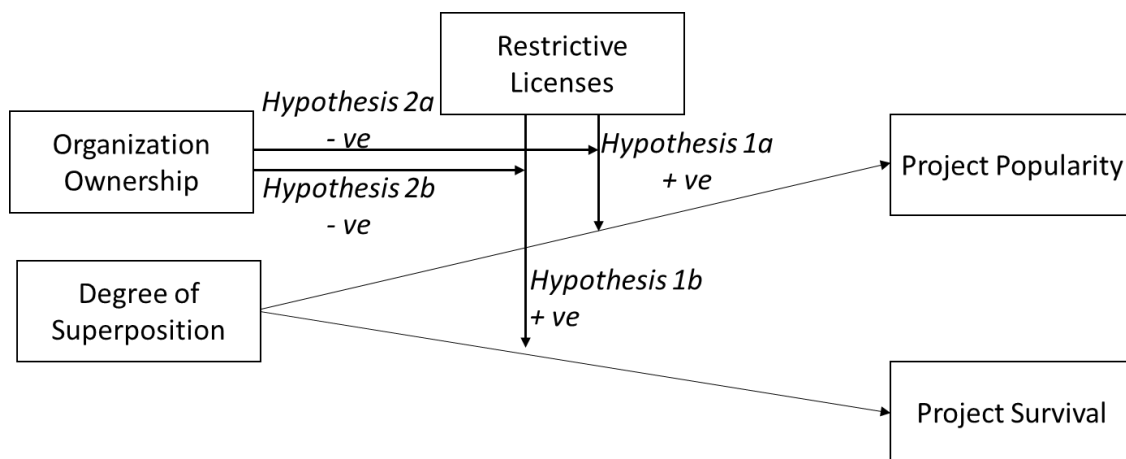 Restrictive
Licenses
Organization
Ownership
Hypothesis 2a
- ve
Hypothesis 2b
- ve
Hypothesis 1a
+ ve
Project Popularity
Degree of
Superposition
Hypothesis 1b
+ ve
Project Survival